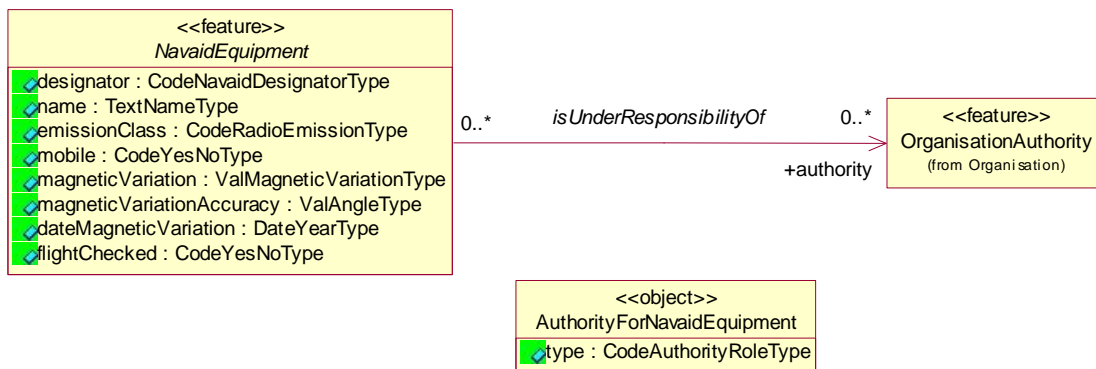 <<feature>>
NavaidEquipment
designator : CodeNavaidDesignatorType
name : TextNameType
emissionClass : CodeRadioEmissionType
mobile : CodeYesNoType
magneticVariation : ValMagneticVariationType
magneticVariationAccuracy : ValAngleType
dateMagneticVariation : DateYearType
flightChecked : CodeYesNoType
0..*
isUnderResponsibilityOf
0..*
+authority
<<feature>>
OrganisationAuthority
(from Organisation)
<<object>>
AuthorityForNavaidEquipment
type : CodeAuthorityRoleType